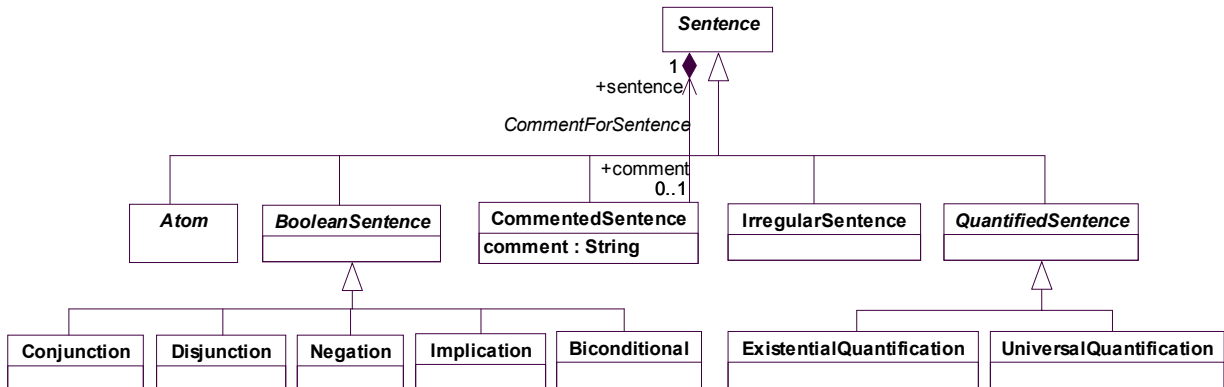 Sentence
1
+sentence
CommentForSentence
+comment
0..1
Atom
BooleanSentence
CommentedSentence
comment : String
IrregularSentence
QuantifiedSentence
Conjunction
Disjunction
Negation
Implication
Biconditional
ExistentialQuantification
UniversalQuantification